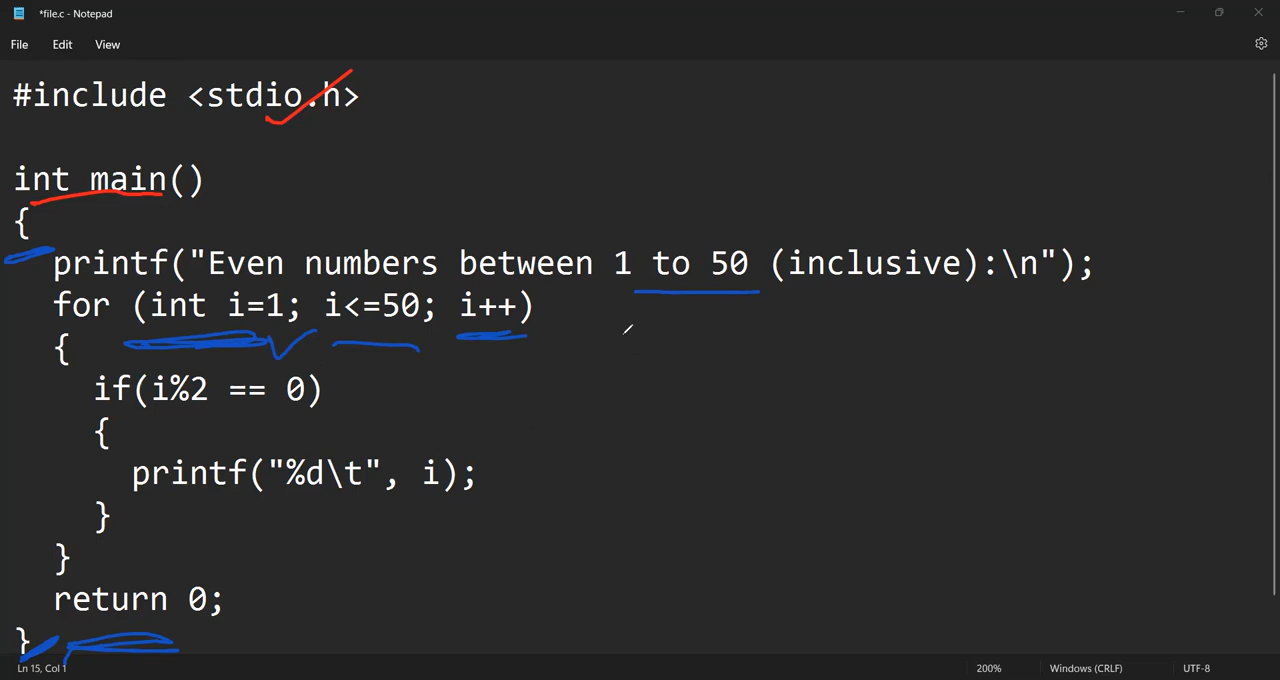 *file.c - Notepad
File Edit View
#include <stdio.h>
int main()
{
printf("Even numbers between 1 to 50 (inclusive):\n");
for (int i=1; i<=50; i++)
{
if(i%2 == 0)
{
printf("%d\t", i);
}
}
return 0;
}
Ln 15, Col 1 200% Windows (CRLF) UTF-8